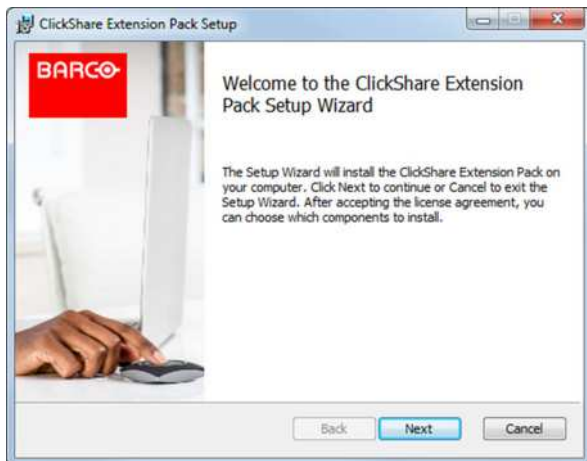 ClickShare Extension Pack Setup
BARCO
Welcome to the ClickShare Extension
Pack Setup Wizard
The Setup Wizard will install the ClickShare Extension Pack on
your computer. Click Next to continue or Cancel to exit the
Setup Wizard. After accepting the license agreement, you
can choose which components to install.
Back
Next
Cancel